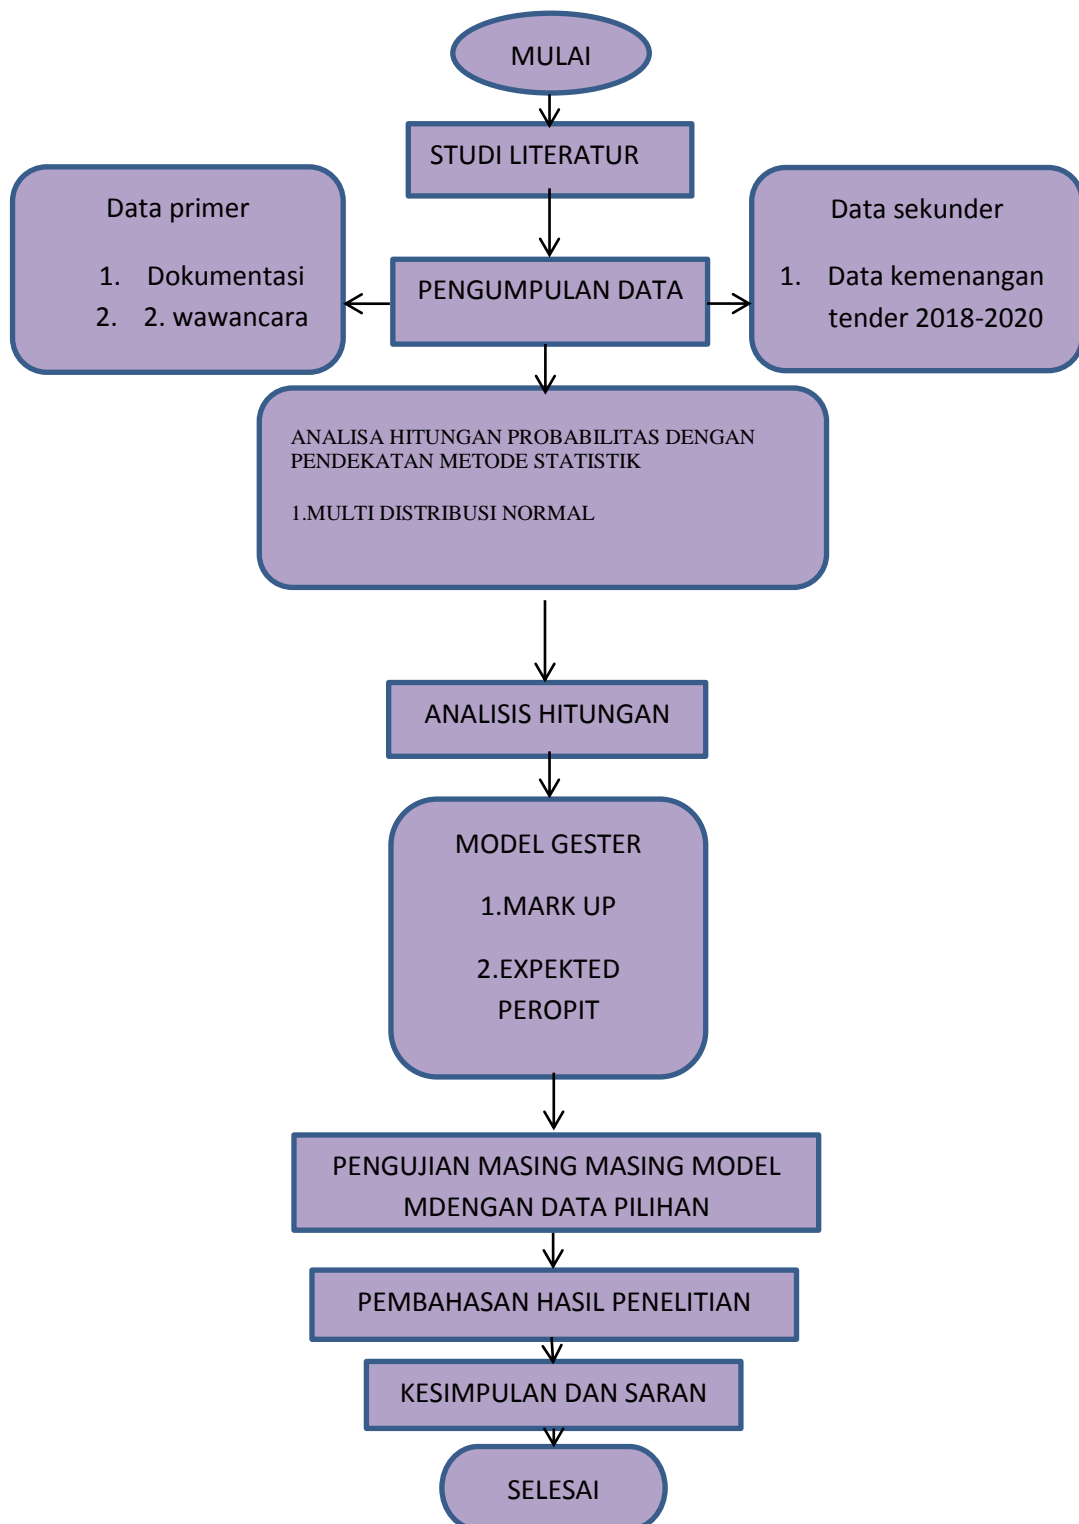 MULAI
STUDI LITERATUR
Data primer
1. Dokumentasi
2. 2. wawancara
PENGUMPULAN DATA
Data sekunder
1. Data kemenangan
tender 2018-2020
ANALISA HITUNGAN PROBABILITAS DENGAN
PENDEKATAN METODE STATISTIK
1.MULTI DISTRIBUSI NORMAL
ANALISIS HITUNGAN
MODEL GESTER
1.MARK UP
2.EXPEKTED
PEROPIT
PENGUJIAN MASING MASING MODEL
MDENGAN DATA PILIHAN
PEMBAHASAN HASIL PENELITIAN
KESIMPULAN DAN SARAN
SELESAI